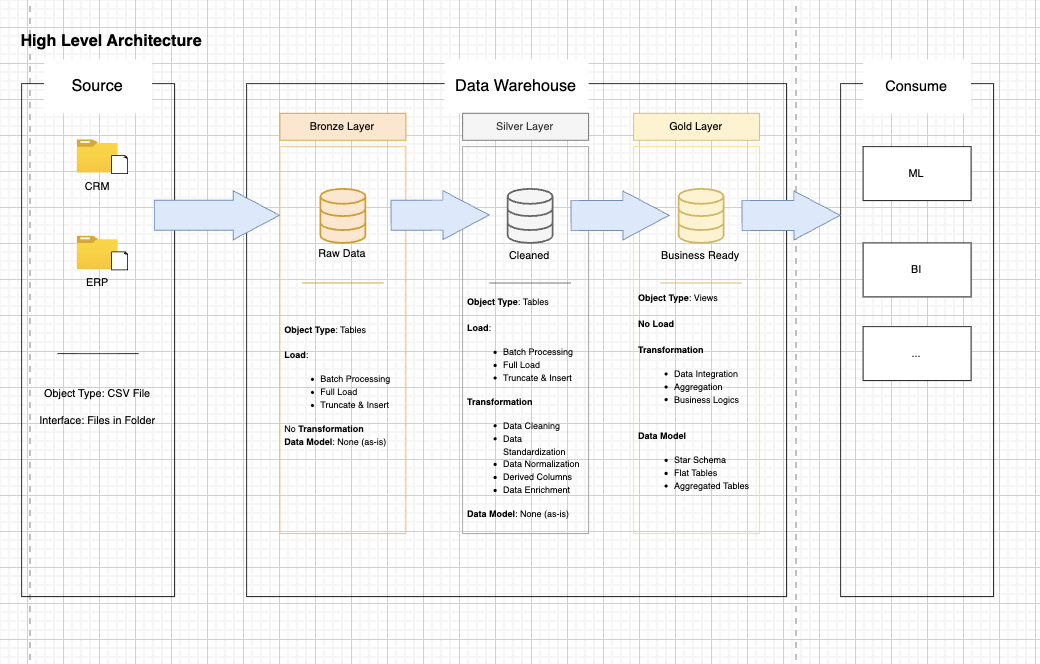 High Level Architecture
Source
CRM
ERP
Object Type: CSV File
Interface: Files in Folder
Data Warehouse
Bronze Layer
Raw Data
Object Type: Tables
Load:
• Batch Processing
• Full Load
• Truncate & Insert
No Transformation
Data Model: None (as-is)
Silver Layer
Cleaned
Object Type: Tables
Load:
• Batch Processing
• Full Load
• Truncate & Insert
Transformation
• Data Cleaning
• Data
Standardization
• Data Normalization
• Derived Columns
• Data Enrichment
Data Model: None (as-is)
Gold Layer
Business Ready
Object Type: Views
No Load
Transformation
• Data Integration
• Aggregation
• Business Logics
Data Model
• Star Schema
• Flat Tables
• Aggregated Tables
Consume
ML
BI
...